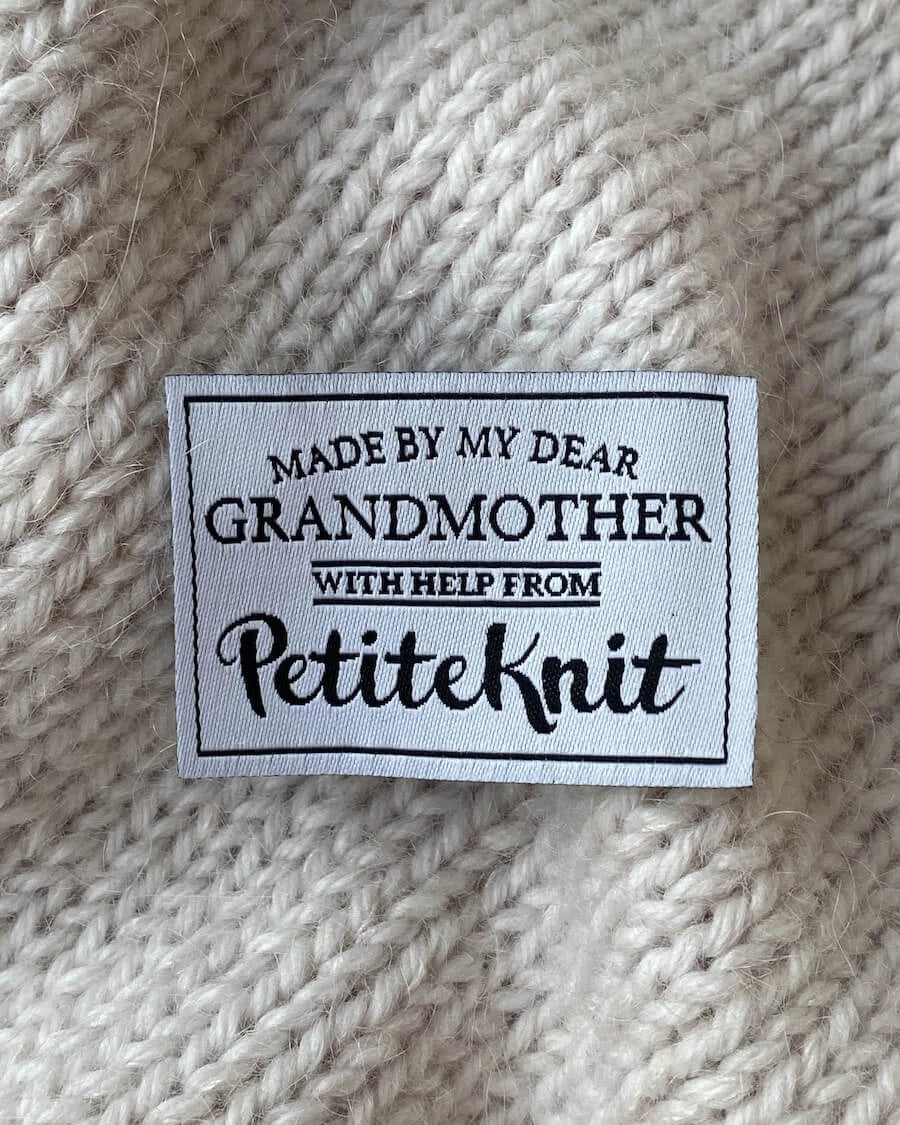 MADE BY MY DEAR
GRANDMOTHER
WITH HELP FROM
PetiteKnit